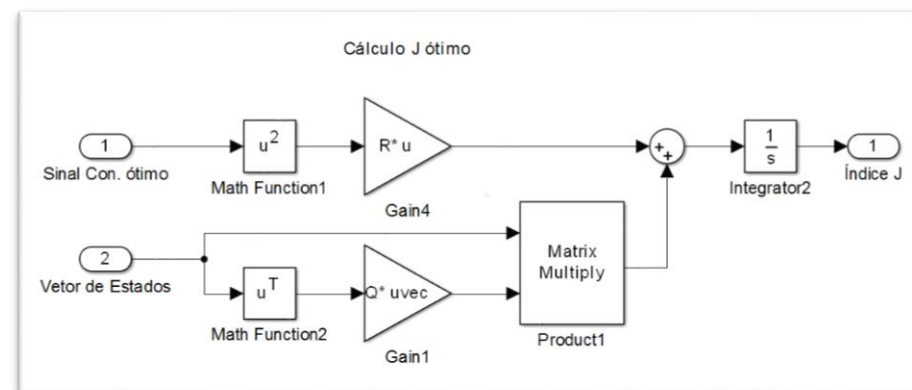 Cálculo J ótimo
1
Sinal Con. ótimo
u²
Math Function1
R* u
Gain4
+
+
1
s
Integrator2
1
Índice J
2
Vetor de Estados
u^T
Math Function2
Q* uvec
Gain1
Matrix
Multiply
Product1